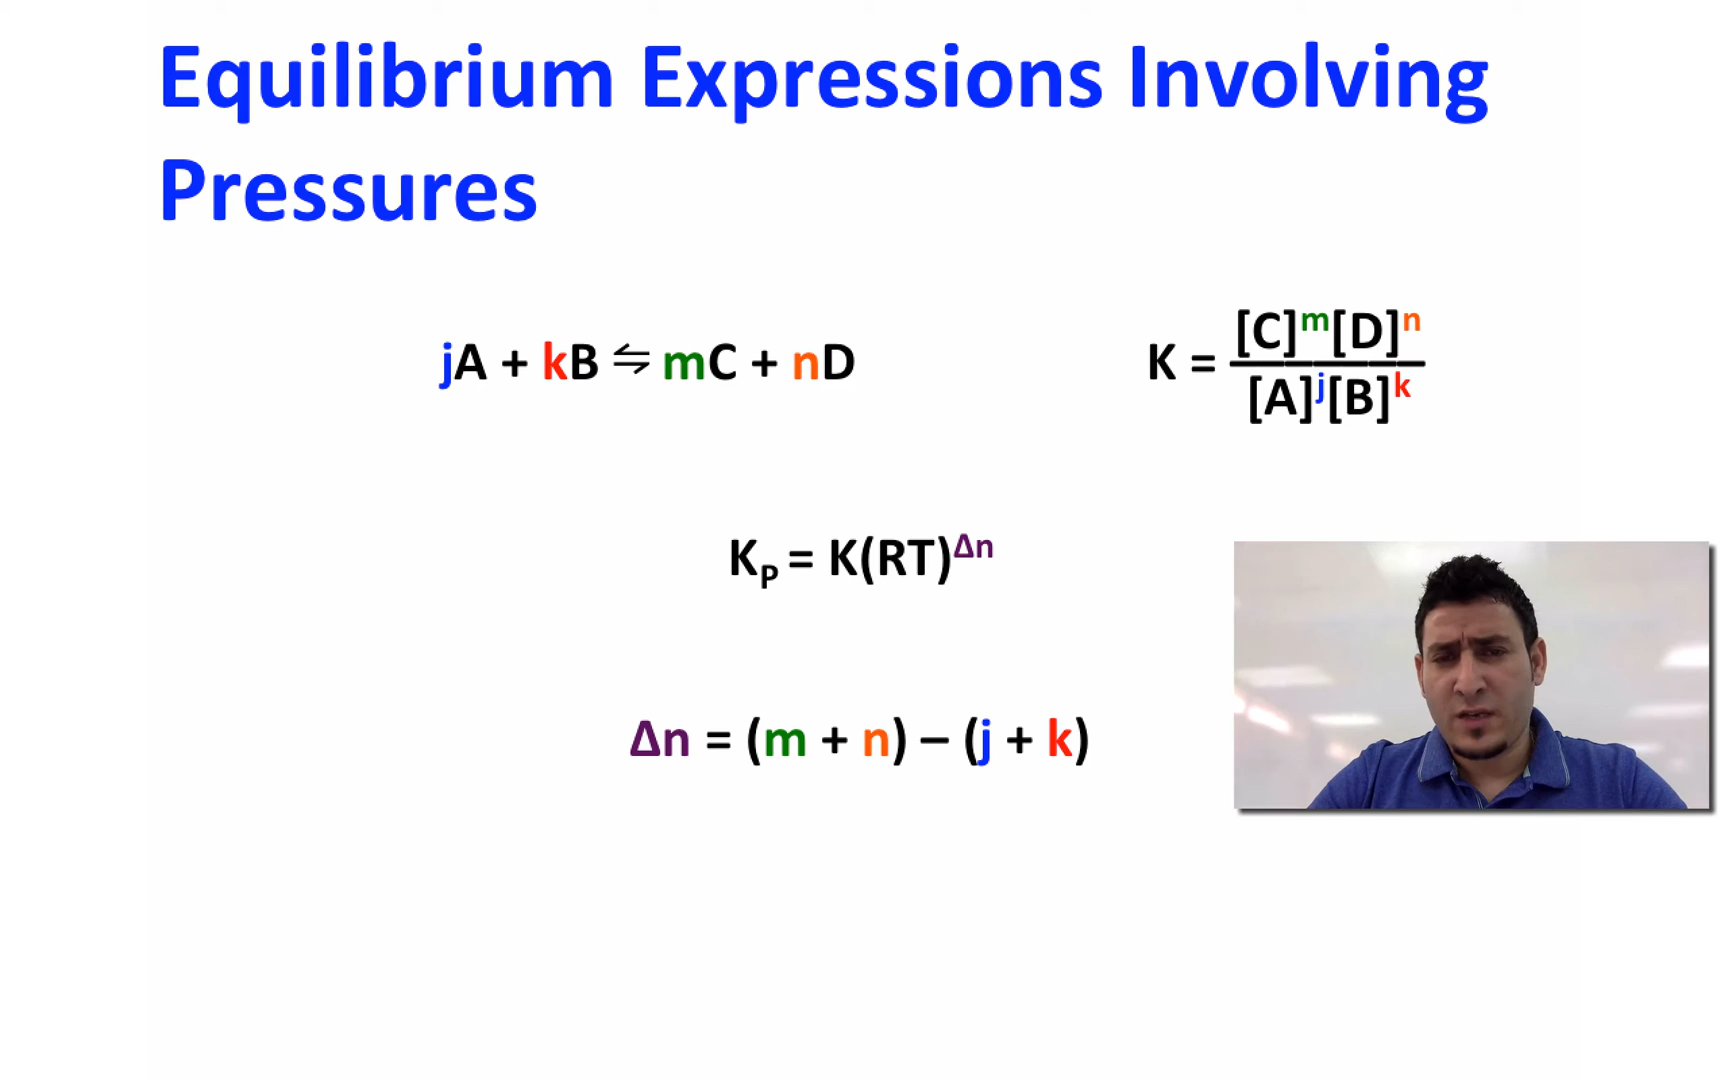 Equilibrium Expressions Involving
Pressures
jA + kB ⇋ mC + nD
K = [C]ᵐ[D]ⁿ
[A]ʲ[B]ᵏ
K_P = K(RT)^Δn
Δn = (m + n) – (j + k)